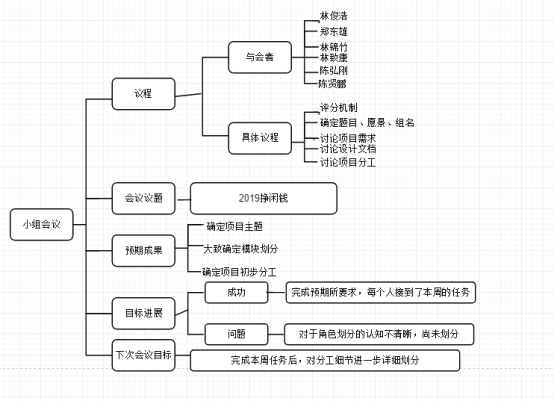 林俊浩
郑东雄
林锦竹
林致康
陈弘刚
陈贤鹏
与会者
议程
评分机制
确定题目、愿景、组名
讨论项目需求
讨论设计文档
讨论项目分工
具体议程
会议议题
2019挣闲钱
小组会议
确定项目主题
大致确定模块划分
确定项目初步分工
预期成果
成功
完成预期所要求，每个人接到了本周的任务
目标进展
问题
对于角色划分的认知不清晰，尚未划分
下次会议目标
完成本周任务后，对分工细节进一步详细划分